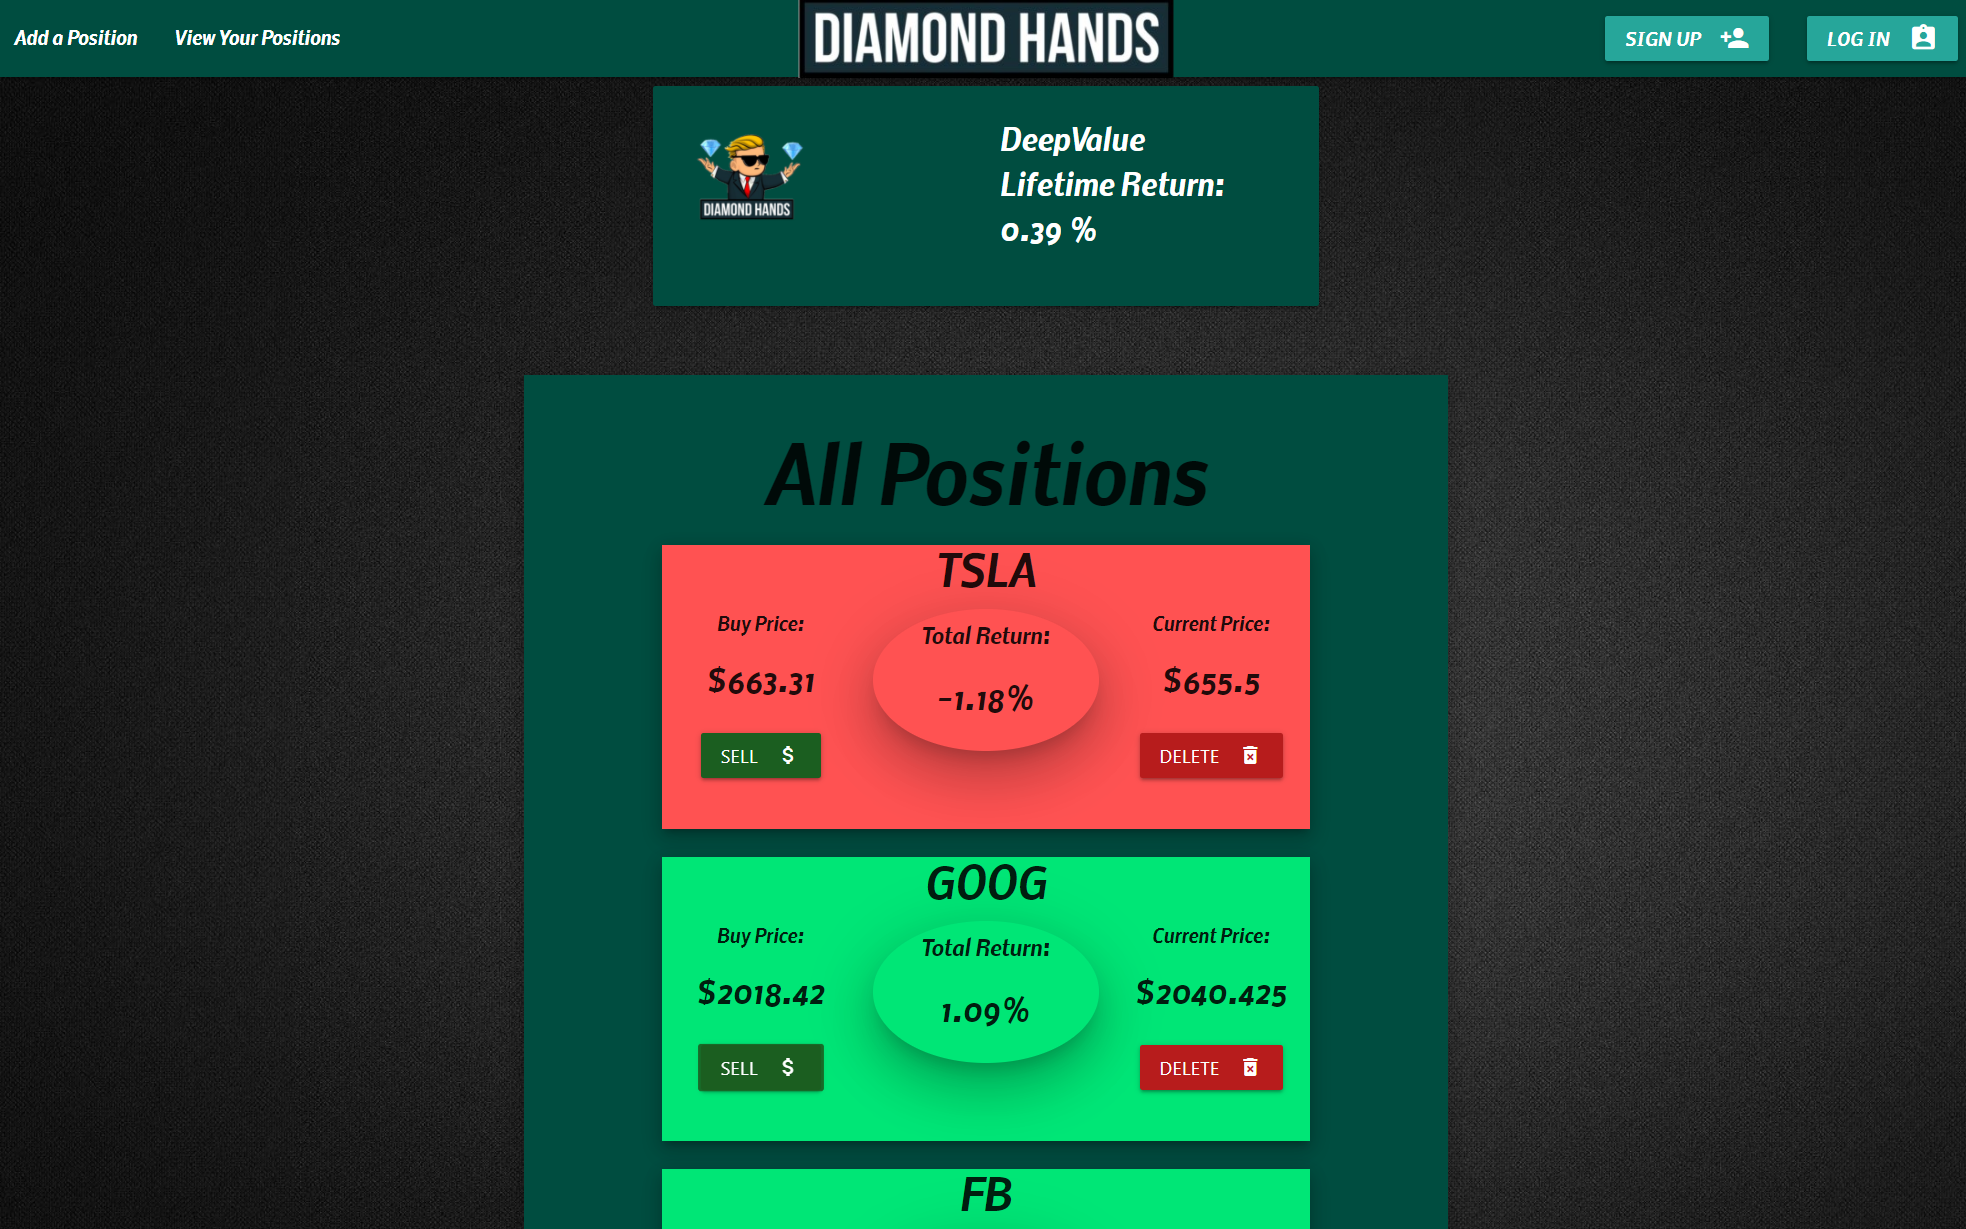 Add a Position
View Your Positions
DIAMOND HANDS
SIGN UP
LOG IN
DIAMOND HANDS
DeepValue
Lifetime Return:
0.39 %
All Positions
TSLA
Buy Price:
Total Return:
Current Price:
$663.31
-1.18%
$655.5
SELL
DELETE
GOOG
Buy Price:
Total Return:
Current Price:
$2018.42
1.09%
$2040.425
SELL
DELETE
FB